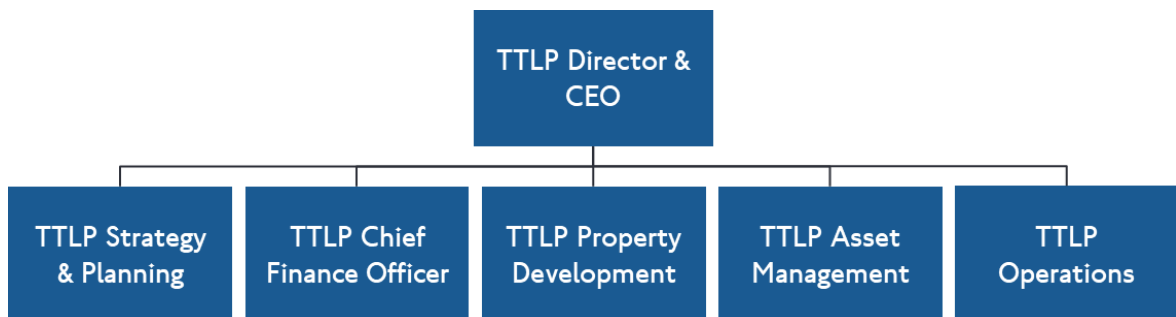 TTLP Director &
CEO
TTLP Strategy
& Planning
TTLP Chief
Finance Officer
TTLP Property
Development
TTLP Asset
Management
TTLP
Operations